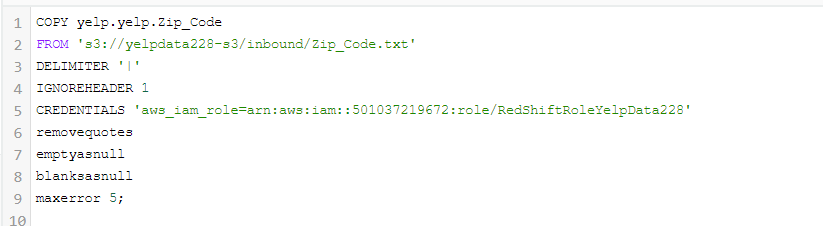 1 COPY yelp.yelp.Zip_Code
2 FROM 's3://yelpdata228-s3/inbound/Zip_Code.txt'
3 DELIMITER '|'
4 IGNOREHEADER 1
5 CREDENTIALS 'aws_iam_role=arn:aws:iam::501037219672:role/RedShiftRoleYelpData228'
6 removequotes
7 emptyasnull
8 blanksasnull
9 maxerror 5;
10